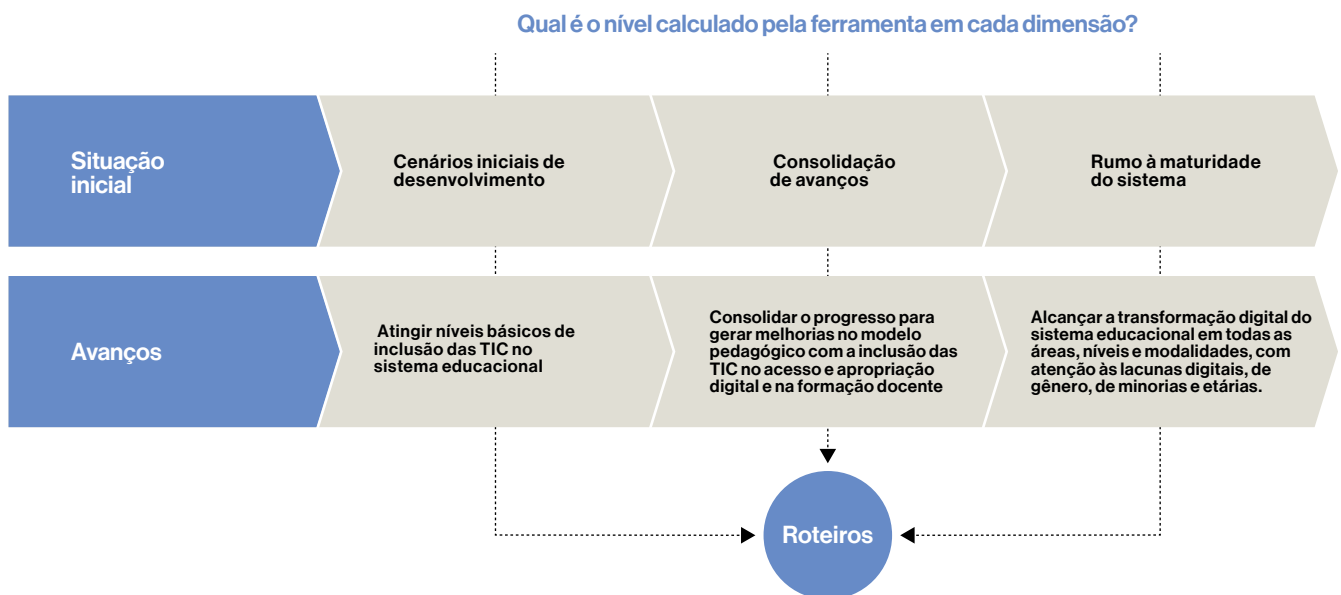 Qual é o nível calculado pela ferramenta em cada dimensão?
Situação
inicial
Cenários iniciais de
desenvolvimento
Consolidação
de avanços
Rumo à maturidade
do sistema
Avanços
Atingir níveis básicos de
inclusão das TIC no
sistema educacional
Consolidar o progresso para
gerar melhorias no modelo
pedagógico com a inclusão das
TIC no acesso e apropriação
digital e na formação docente
Alcançar a transformação digital do
sistema educacional em todas as
áreas, níveis e modalidades, com
atenção às lacunas digitais, de
gênero, de minorias e etárias.
Roteiros